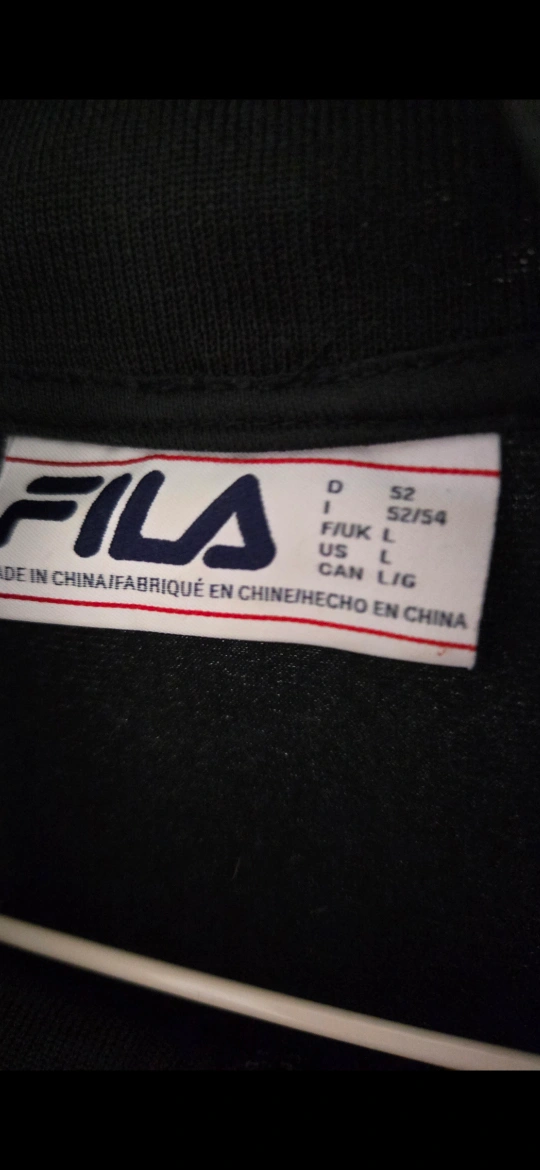 FILA
D 52
I 52/54
F/UK L
US L
CAN L/G
ADE IN CHINA/FABRIQUÉ EN CHINE/HECHO EN CHINA